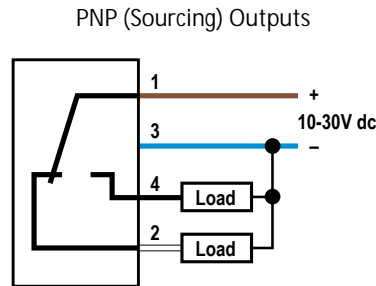 PNP (Sourcing) Outputs
1
+
10-30V dc
3
–
4
Load
2
Load